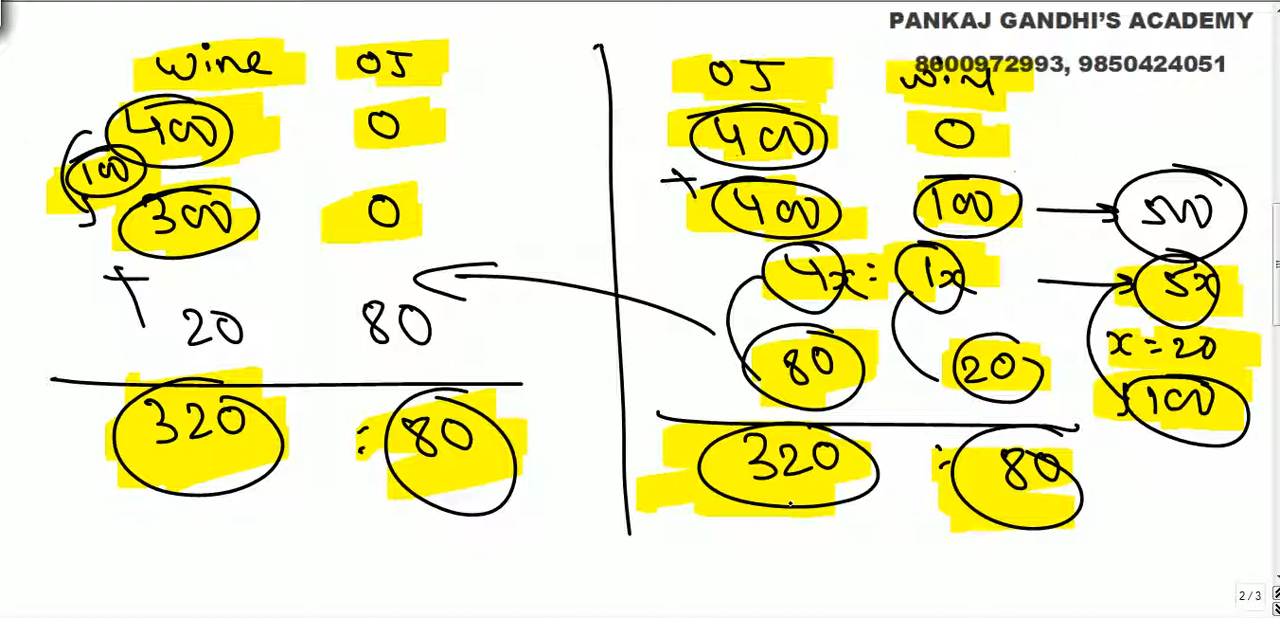 PANKAJ GANDHI'S ACADEMY
8000972993, 9850424051
wine OJ
400 0
100
300 0
+ 20 80
320 : 80
OJ wine
400 0
+ 400 100 → 500
4x : 1x → 5x
x = 20
80 20 100
320 : 80
2 / 3